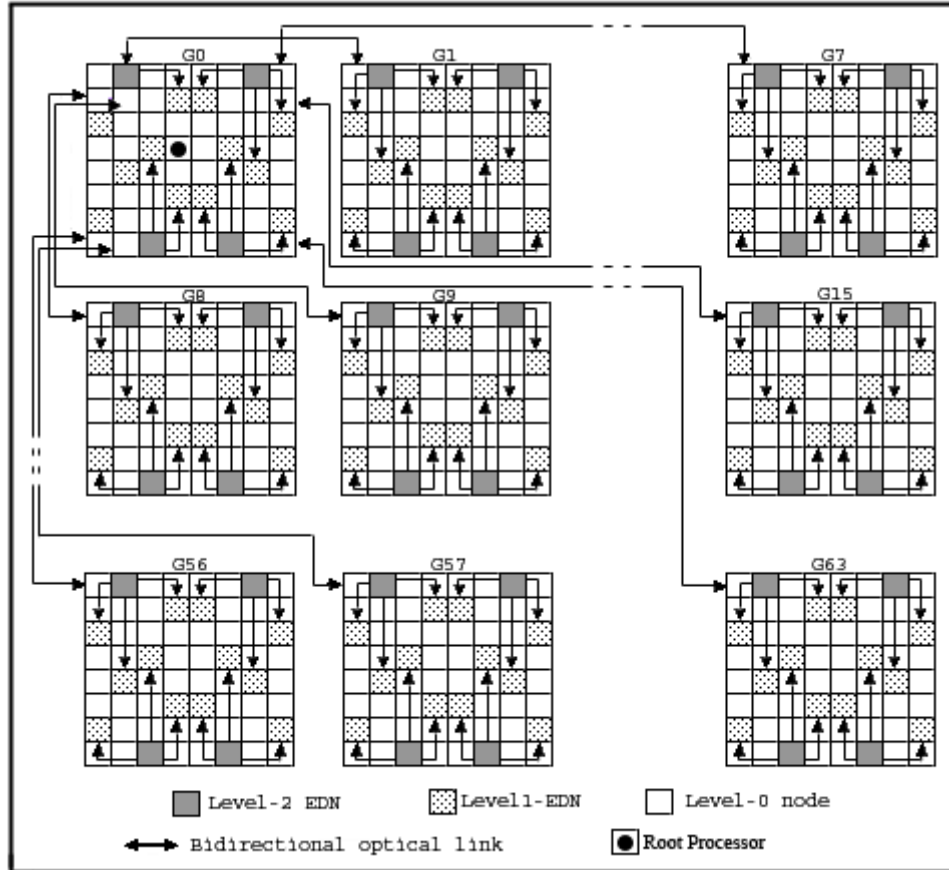 G0
G1
G7
G8
G9
G15
G56
G57
G63
Level-2 EDN
Level1-EDN
Level-0 node
Bidirectional optical link
Root Processor